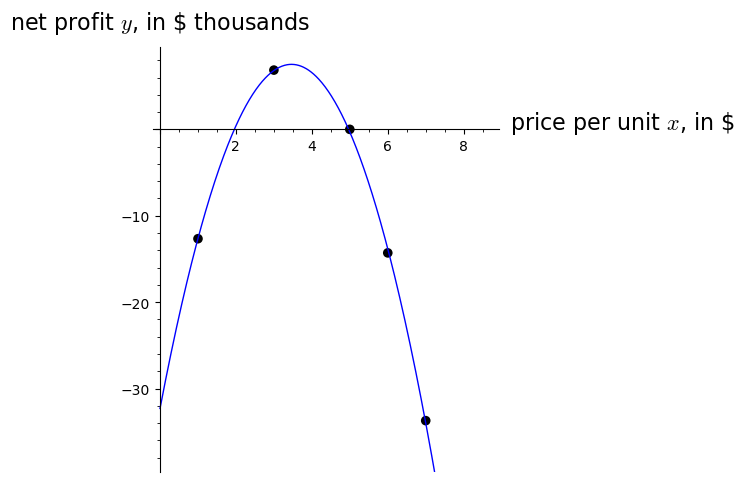 net profit y, in $ thousands
price per unit x, in $
2 4 6 8
−10
−20
−30